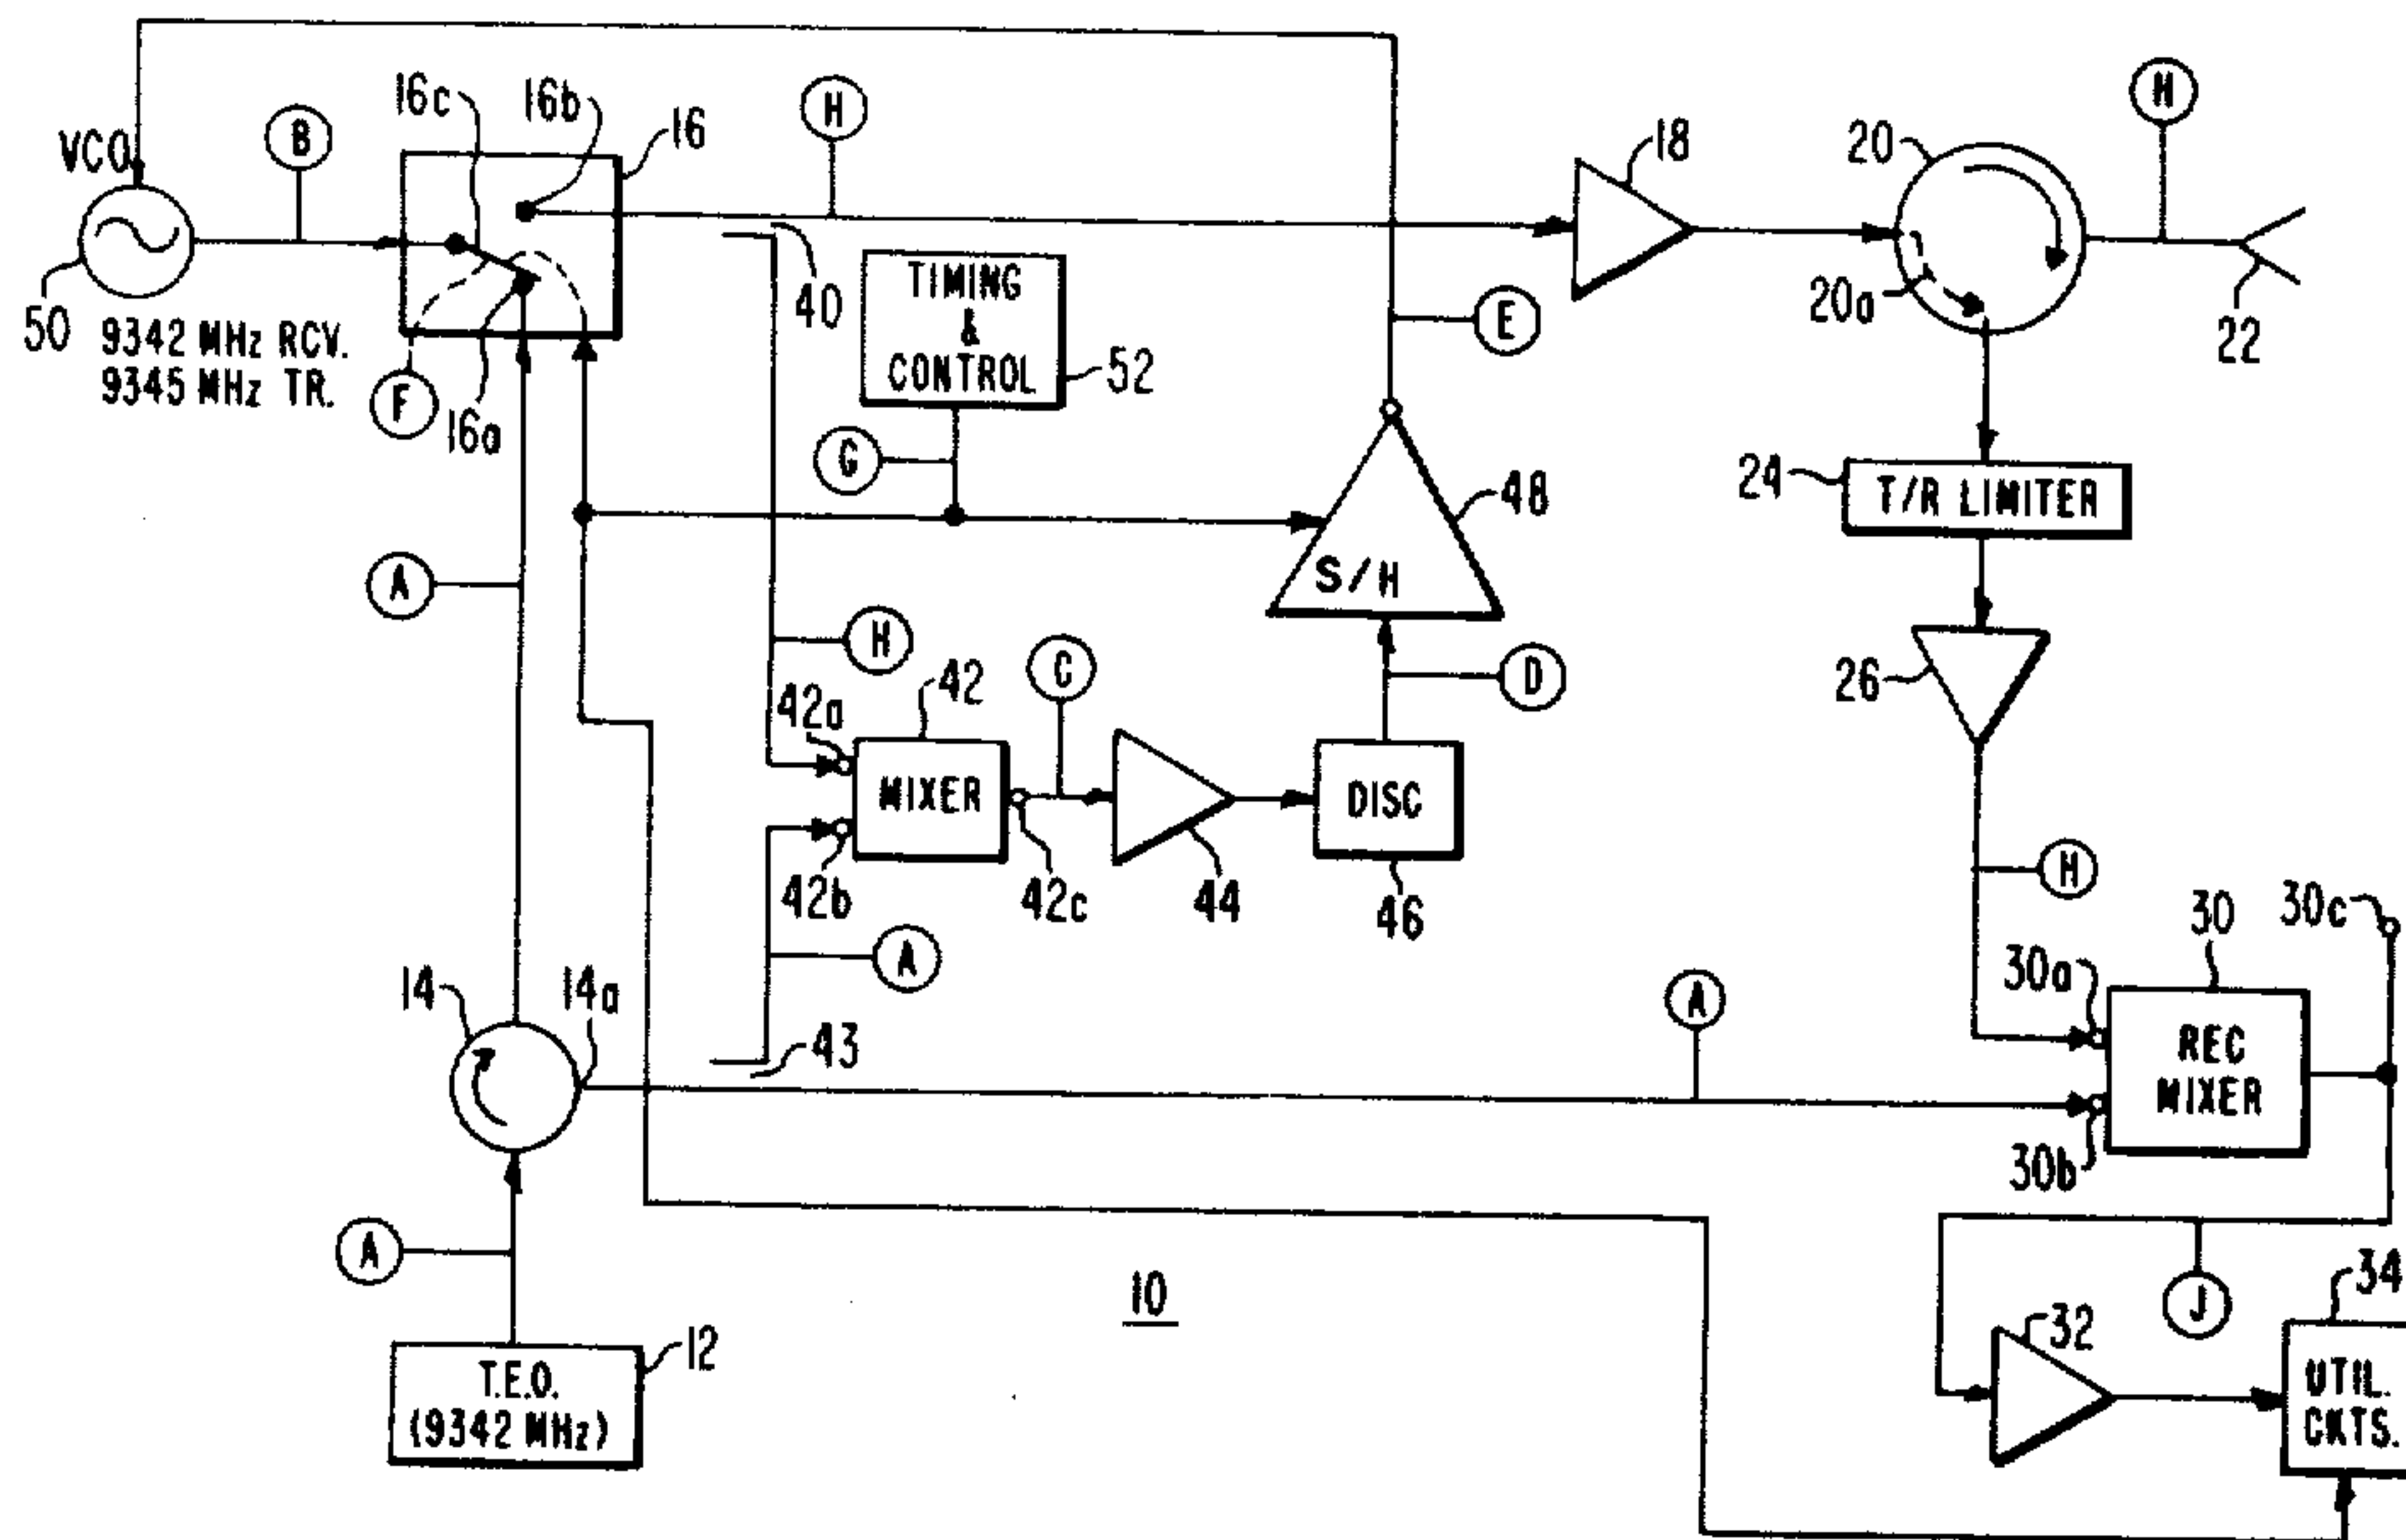 16c
16b
16
H
H
B
VCO
18
20
40
TIMING
&
CONTROL
52
E
20a
22
50
9342 MHz RCV.
9345 MHz TR.
F
16a
G
24
T/R LIMITER
48
S/H
A
H
C
D
26
42a
42
MIXER
DISC
42b
42c
44
46
H
30
30c
A
14
14a
43
A
30a
REC
MIXER
30b
A
10
J
34
32
UTIL.
CKTS.
12
T.E.O.
(9342 MHz)